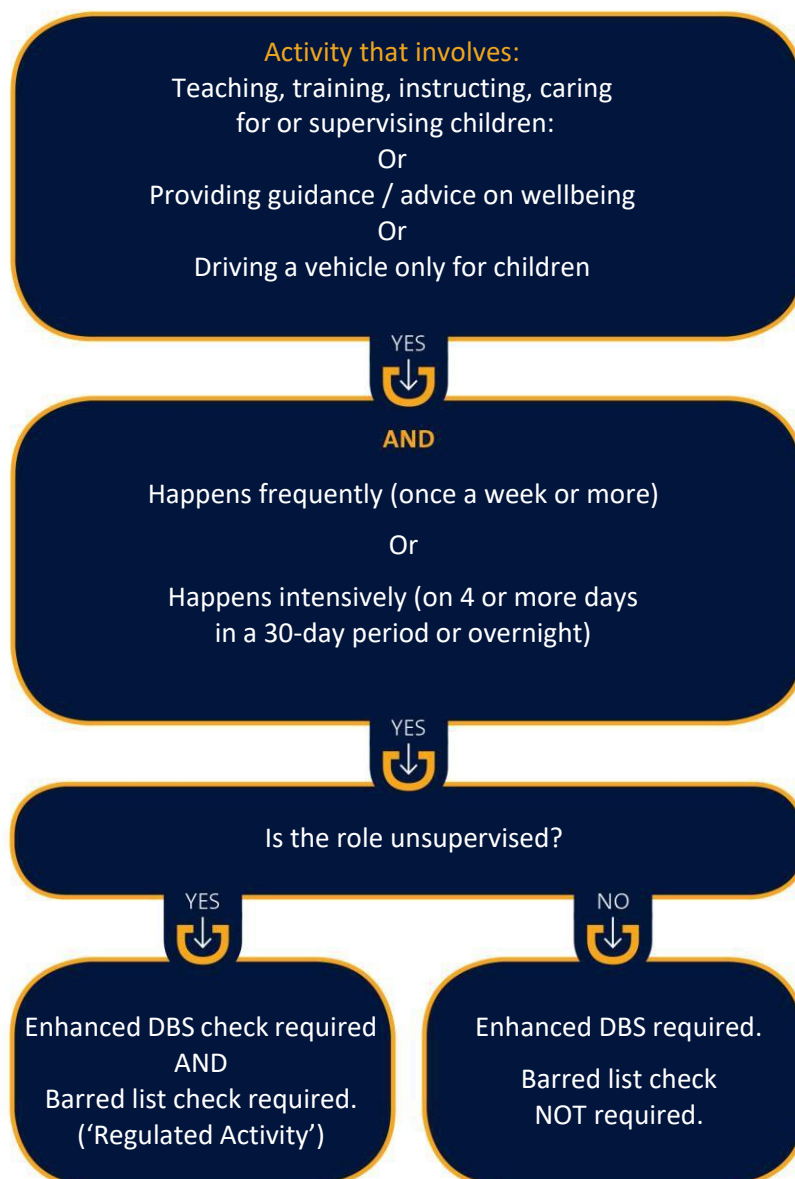 Activity that involves:
Teaching, training, instructing, caring
for or supervising children:
Or
Providing guidance / advice on wellbeing
Or
Driving a vehicle only for children
YES
AND
Happens frequently (once a week or more)
Or
Happens intensively (on 4 or more days
in a 30-day period or overnight)
YES
Is the role unsupervised?
YES
NO
Enhanced DBS check required
AND
Barred list check required.
(‘Regulated Activity’)
Enhanced DBS required.
Barred list check
NOT required.